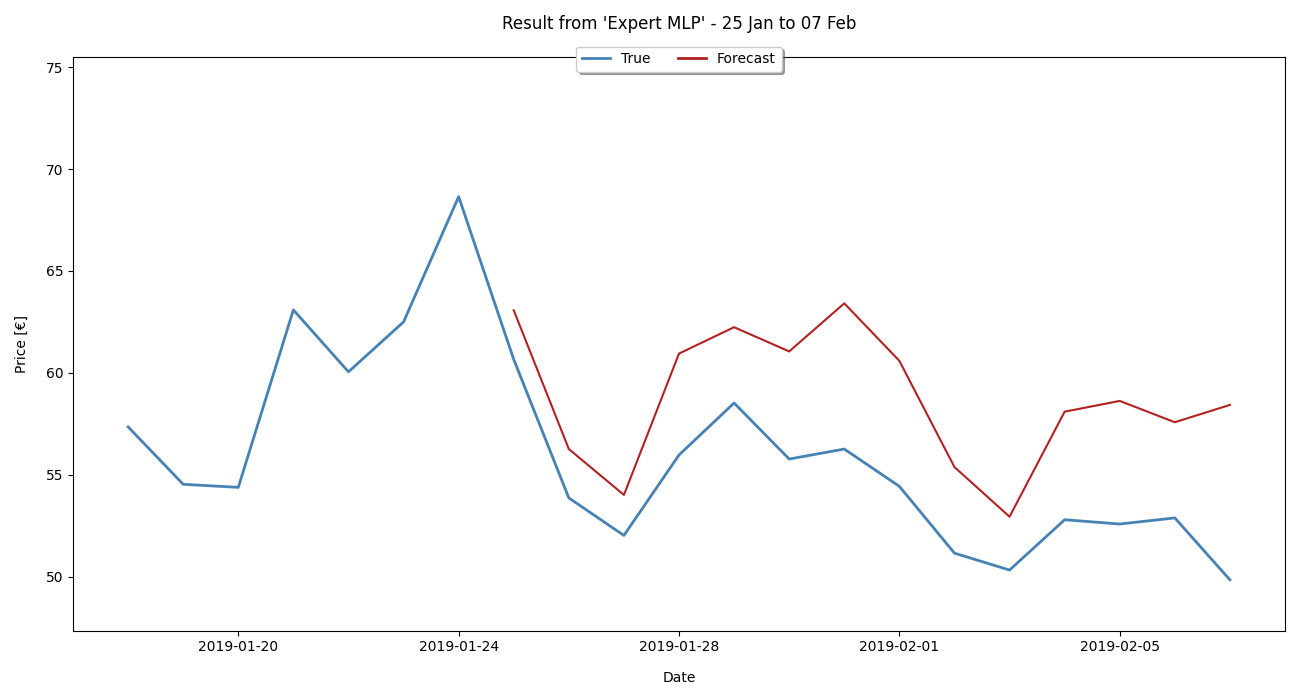 Result from 'Expert MLP' - 25 Jan to 07 Feb
True Forecast
75
70
65
60
55
50
Price [€]
2019-01-20 2019-01-24 2019-01-28 2019-02-01 2019-02-05
Date